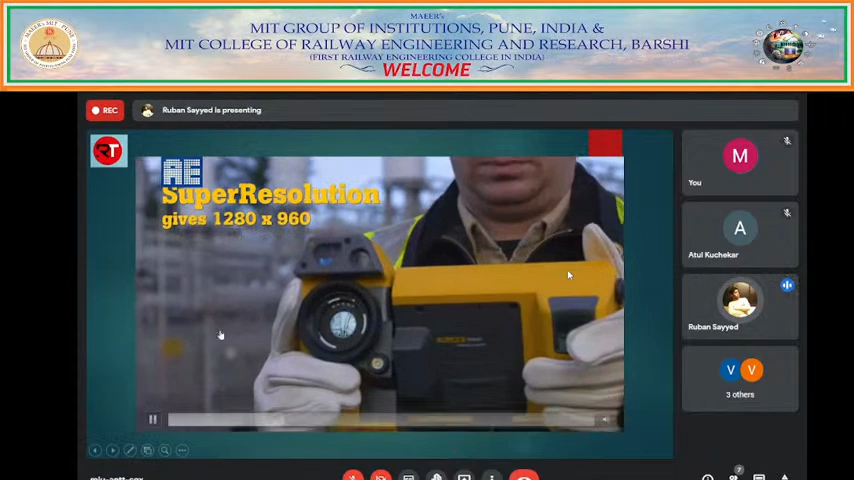 MAEER's
MIT GROUP OF INSTITUTIONS, PUNE, INDIA &
MIT COLLEGE OF RAILWAY ENGINEERING AND RESEARCH, BARSHI
(FIRST RAILWAY ENGINEERING COLLEGE IN INDIA)
WELCOME
REC
Ruban Sayyed is presenting
RT
AE
SuperResolution
gives 1280 x 960
M
You
A
Atul Kuchekar
Ruban Sayyed
V V
3 others
7